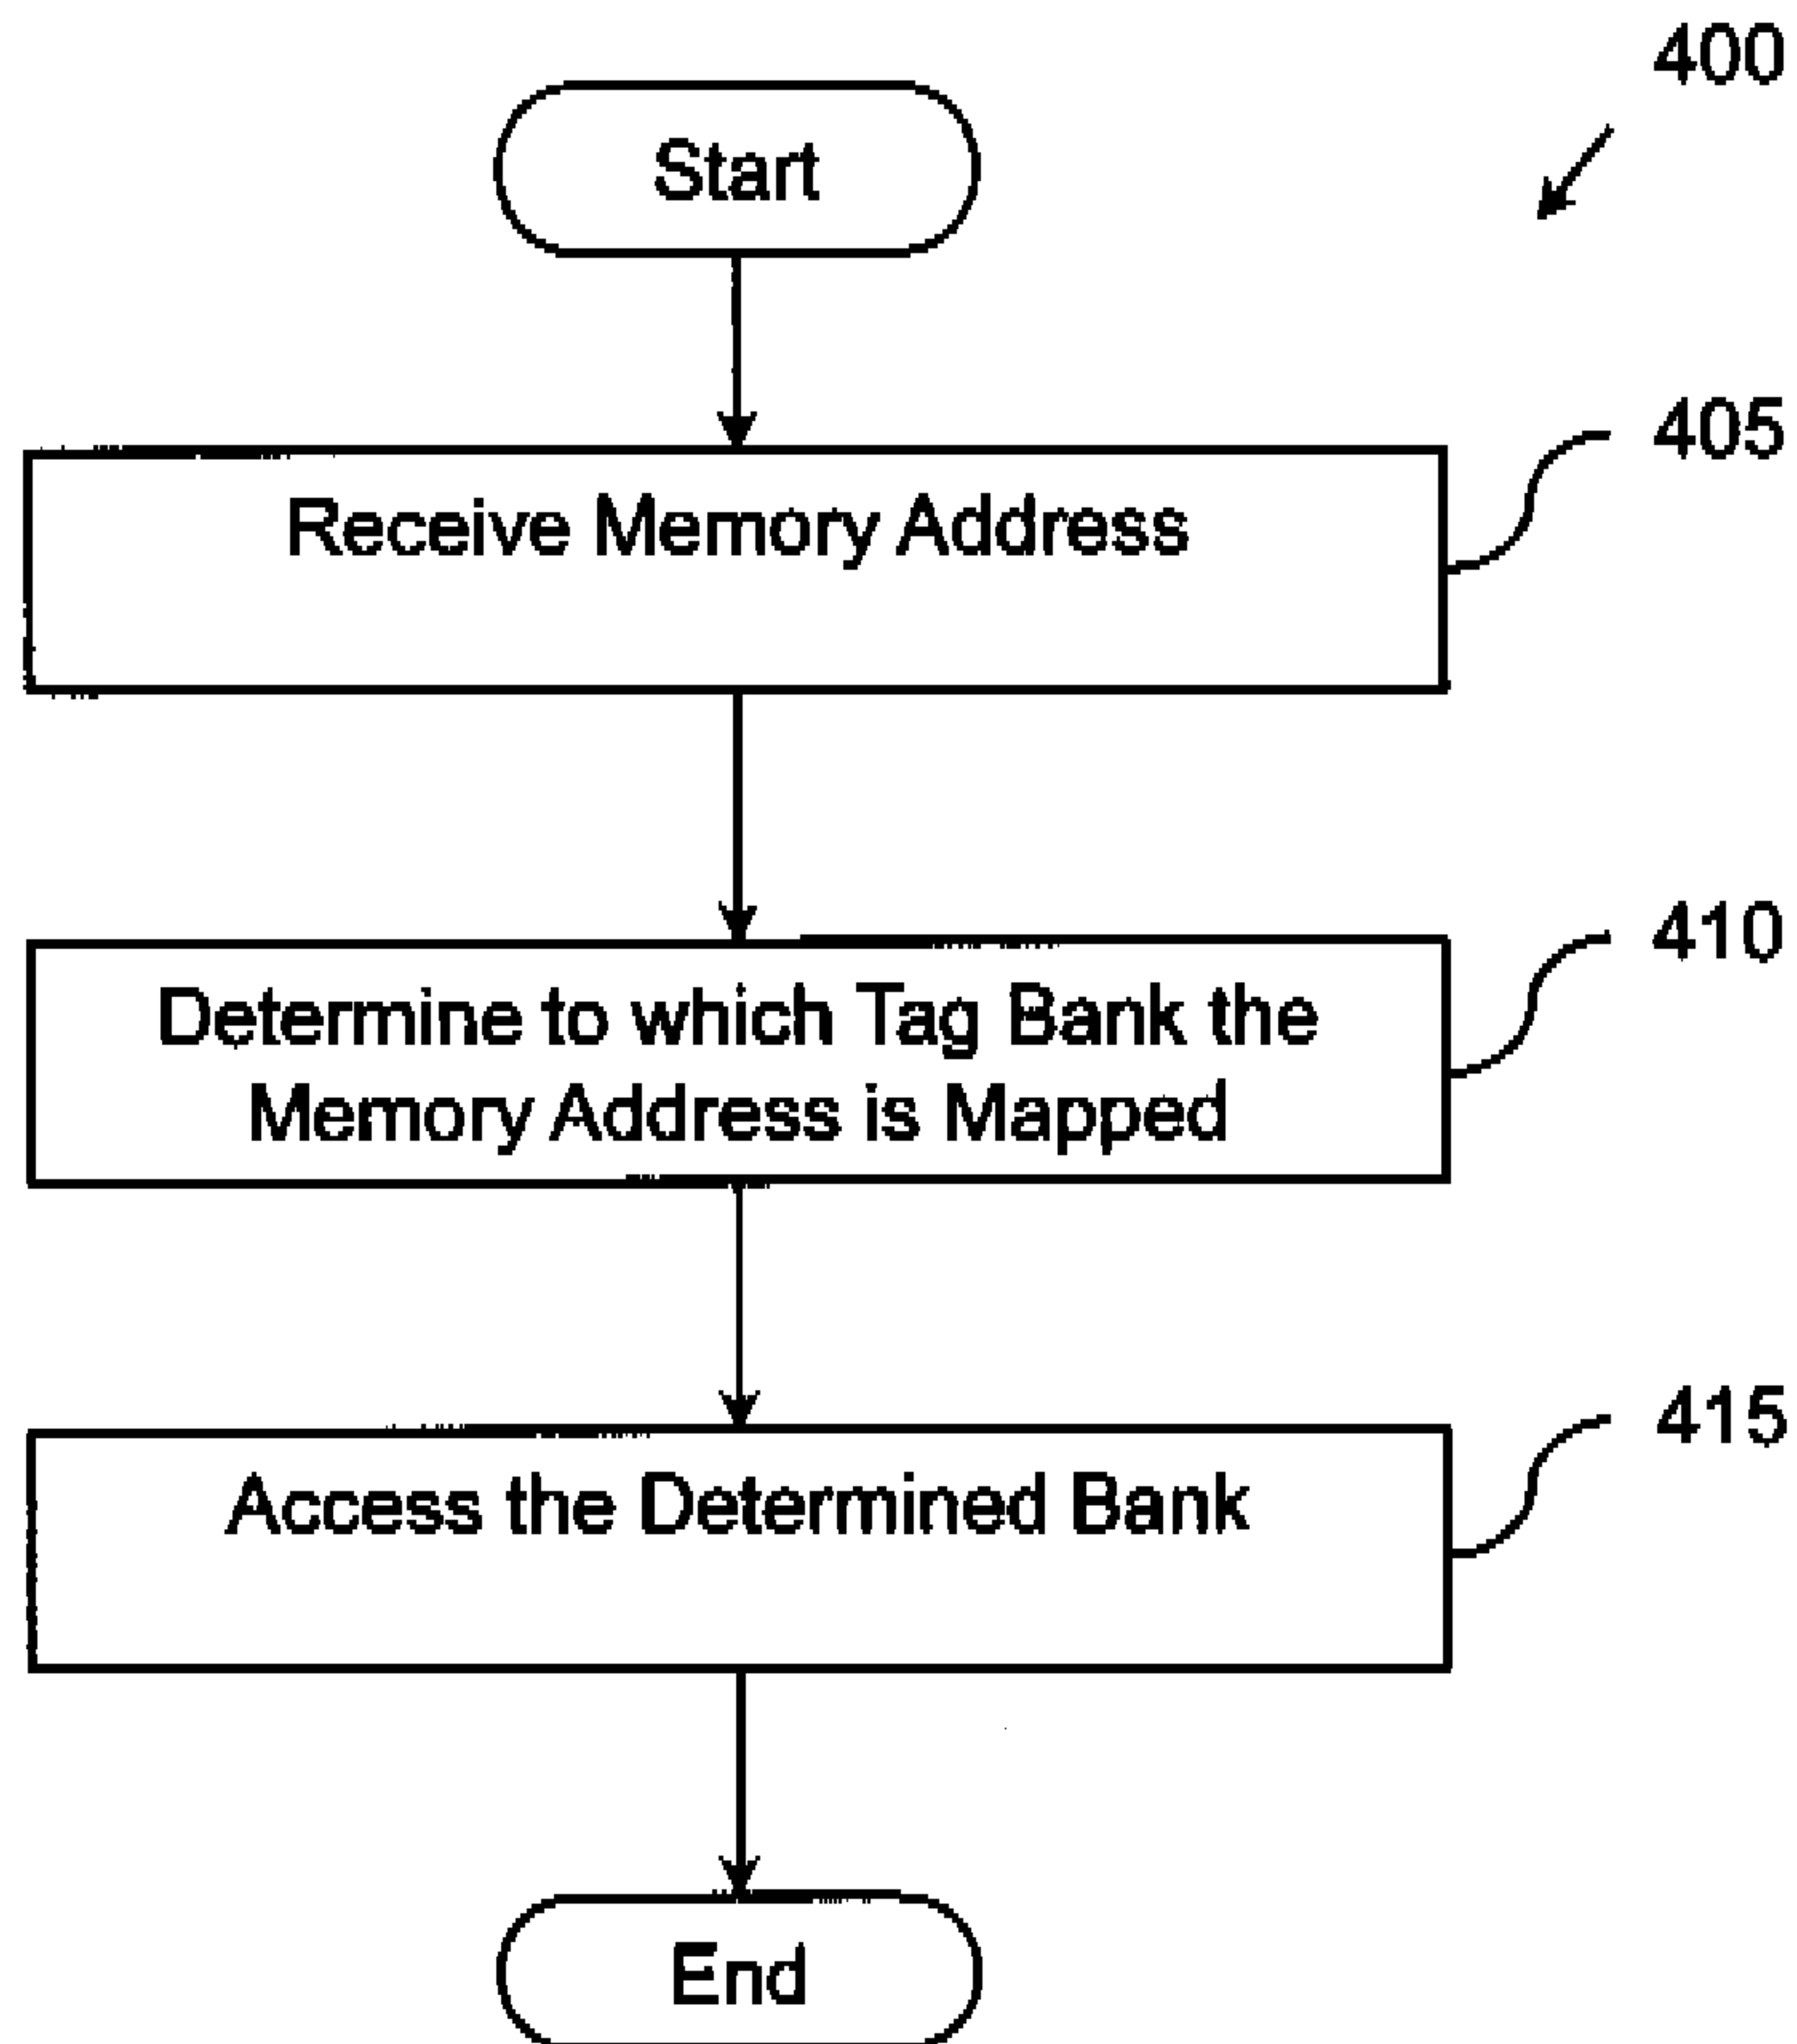 400
Start
405
Receive Memory Address
410
Determine to which Tag Bank the
Memory Address is Mapped
415
Access the Determined Bank
End